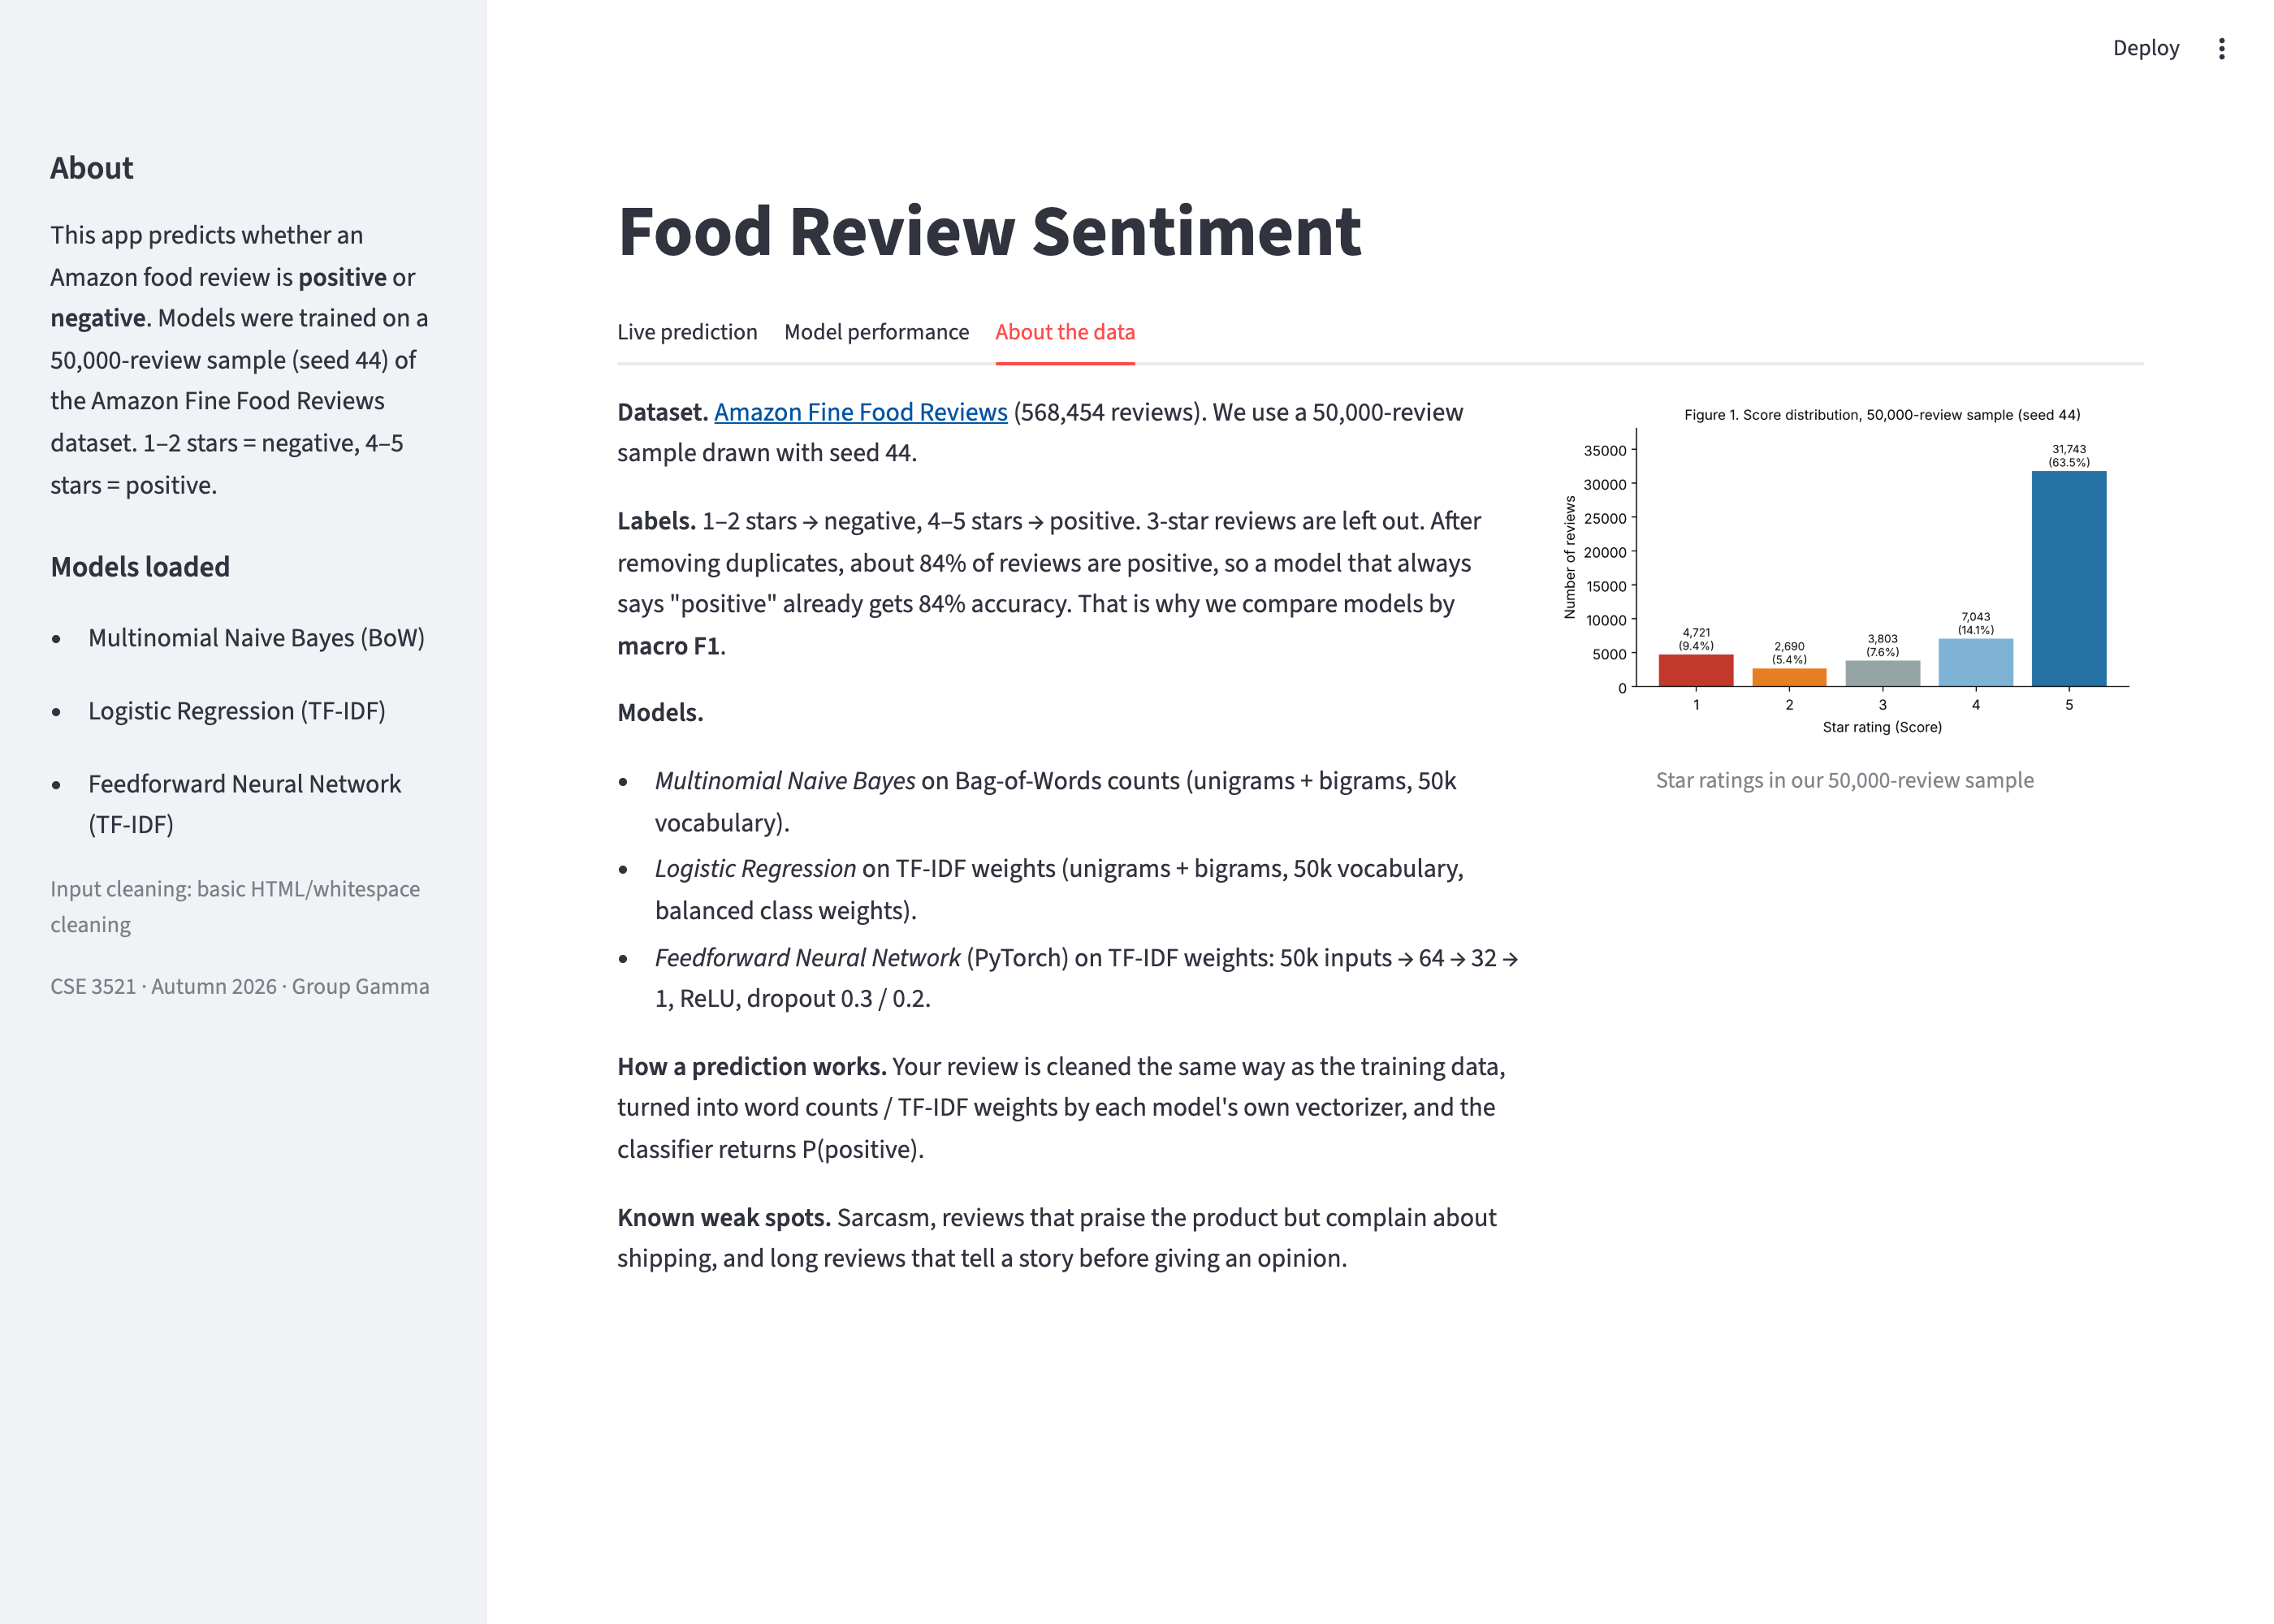 Deploy
About
This app predicts whether an
Amazon food review is positive or
negative. Models were trained on a
50,000-review sample (seed 44) of
the Amazon Fine Food Reviews
dataset. 1–2 stars = negative, 4–5
stars = positive.
Models loaded
• Multinomial Naive Bayes (BoW)
• Logistic Regression (TF-IDF)
• Feedforward Neural Network
(TF-IDF)
Input cleaning: basic HTML/whitespace
cleaning
CSE 3521 · Autumn 2026 · Group Gamma
Food Review Sentiment
Live prediction Model performance About the data
Dataset. Amazon Fine Food Reviews (568,454 reviews). We use a 50,000-review
sample drawn with seed 44.
Labels. 1–2 stars → negative, 4–5 stars → positive. 3-star reviews are left out. After
removing duplicates, about 84% of reviews are positive, so a model that always
says "positive" already gets 84% accuracy. That is why we compare models by
macro F1.
Models.
• Multinomial Naive Bayes on Bag-of-Words counts (unigrams + bigrams, 50k
vocabulary).
• Logistic Regression on TF-IDF weights (unigrams + bigrams, 50k vocabulary,
balanced class weights).
• Feedforward Neural Network (PyTorch) on TF-IDF weights: 50k inputs → 64 → 32 →
1, ReLU, dropout 0.3 / 0.2.
How a prediction works. Your review is cleaned the same way as the training data,
turned into word counts / TF-IDF weights by each model's own vectorizer, and the
classifier returns P(positive).
Known weak spots. Sarcasm, reviews that praise the product but complain about
shipping, and long reviews that tell a story before giving an opinion.
Figure 1. Score distribution, 50,000-review sample (seed 44)
Number of reviews
35000
30000
25000
20000
15000
10000
5000
0
4,721
(9.4%)
2,690
(5.4%)
3,803
(7.6%)
7,043
(14.1%)
31,743
(63.5%)
1 2 3 4 5
Star rating (Score)
Star ratings in our 50,000-review sample